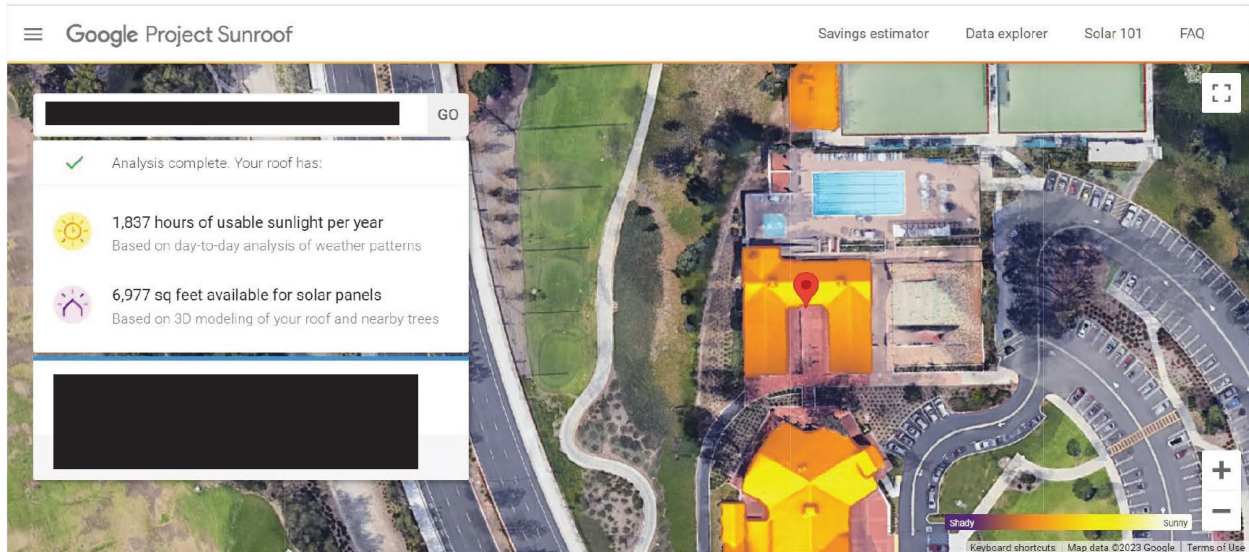 Google Project Sunroof
Savings estimator
Data explorer
Solar 101
FAQ
GO
Analysis complete. Your roof has:
1,837 hours of usable sunlight per year
Based on day-to-day analysis of weather patterns
6,977 sq feet available for solar panels
Based on 3D modeling of your roof and nearby trees
Shady
Sunny
Keyboard shortcuts
Map data ©2023 Google
Terms of Use